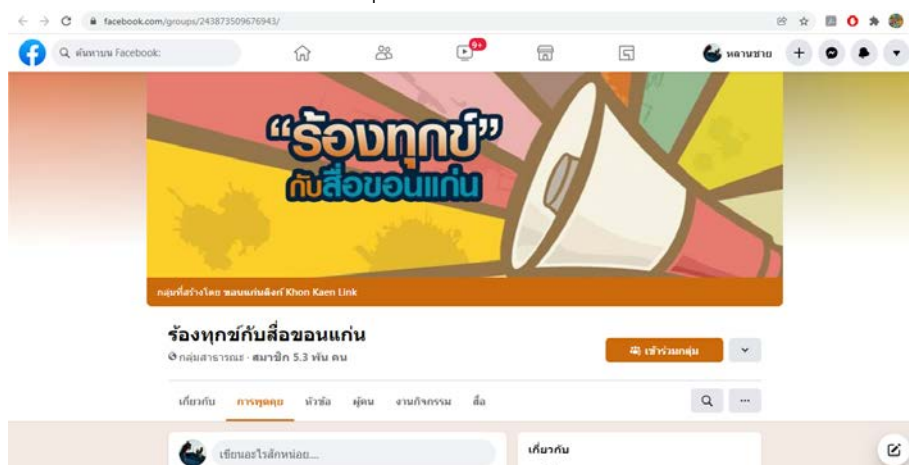 facebook.com/groups/243873509676943/
ค้นหาบน Facebook:
9+
หลานชาย
“ร้องทุกข์”
กับสื่อขอนแก่น
กลุ่มที่สร้างโดย ขอนแก่นลิงก์ Khon Kaen Link
ร้องทุกข์กับสื่อขอนแก่น
กลุ่มสาธารณะ · สมาชิก 5.3 พัน คน
เข้าร่วมกลุ่ม
เกี่ยวกับ การพูดคุย หัวข้อ ผู้คน งานกิจกรรม สื่อ
เขียนอะไรสักหน่อย...
เกี่ยวกับ